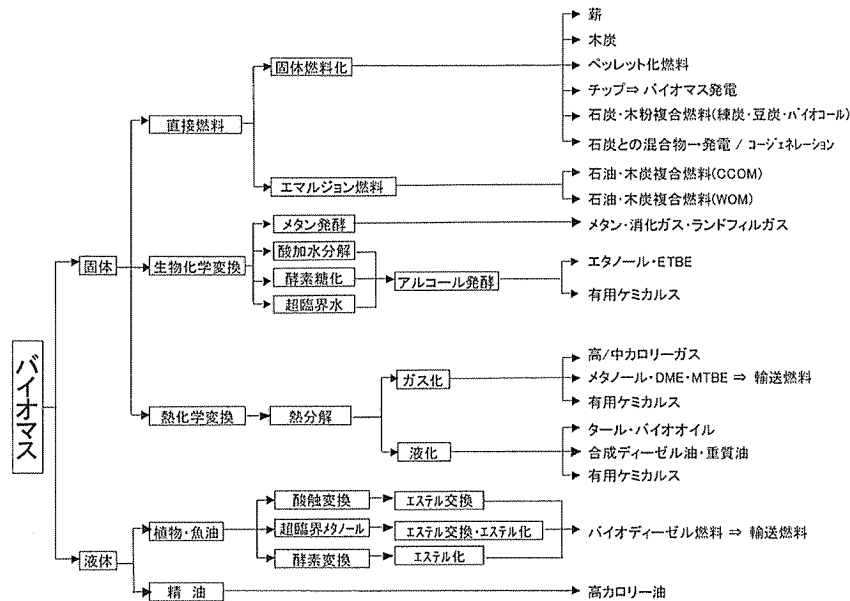 薪
木炭
固体燃料化
ペレット化燃料
チップ⇒ バイオマス発電
直接燃料
石炭・木粉複合燃料(練炭・豆炭・バイオコール)
石炭との混合物→発電 / コージェネレーション
エマルジョン燃料
石油・木炭複合燃料(CCOM)
石油・木炭複合燃料(WOM)
メタン発酵
メタン・消化ガス・ランドフィルガス
固体
生物化学変換
酸加水分解
酵素糖化
超臨界水
アルコール発酵
エタノール・ETBE
有用ケミカルス
バイオマス
熱化学変換
熱分解
ガス化
高/中カロリーガス
メタノール・DME・MTBE ⇒ 輸送燃料
有用ケミカルス
液化
タール・バイオオイル
合成ディーゼル油・重質油
有用ケミカルス
液体
植物・魚油
酸触変換
エステル交換
超臨界メタノール
エステル交換・エステル化
酵素変換
エステル化
バイオディーゼル燃料 ⇒ 輸送燃料
精 油
高カロリー油